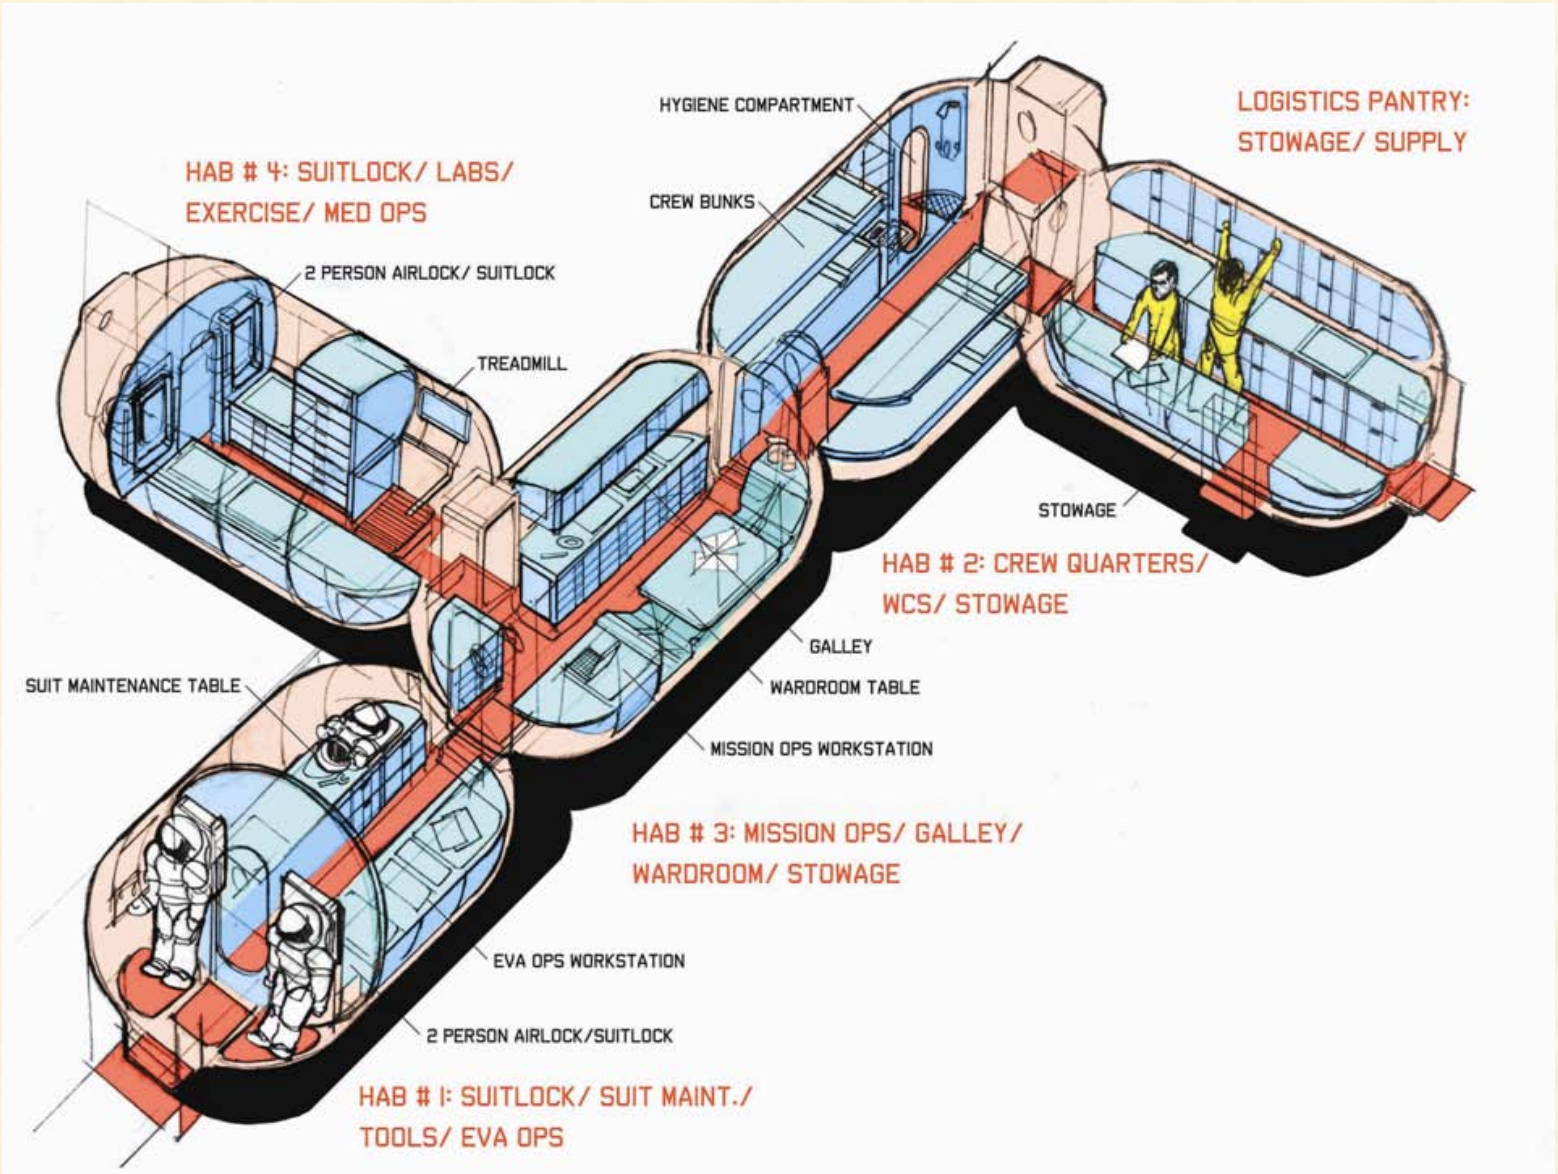 HYGIENE COMPARTMENT
LOGISTICS PANTRY:
STOWAGE/ SUPPLY
HAB # 4: SUITLOCK/ LABS/
EXERCISE/ MED OPS
CREW BUNKS
2 PERSON AIRLOCK/ SUITLOCK
TREADMILL
STOWAGE
HAB # 2: CREW QUARTERS/
WCS/ STOWAGE
GALLEY
SUIT MAINTENANCE TABLE
WARDROOM TABLE
MISSION OPS WORKSTATION
HAB # 3: MISSION OPS/ GALLEY/
WARDROOM/ STOWAGE
EVA OPS WORKSTATION
2 PERSON AIRLOCK/SUITLOCK
HAB # 1: SUITLOCK/ SUIT MAINT./
TOOLS/ EVA OPS